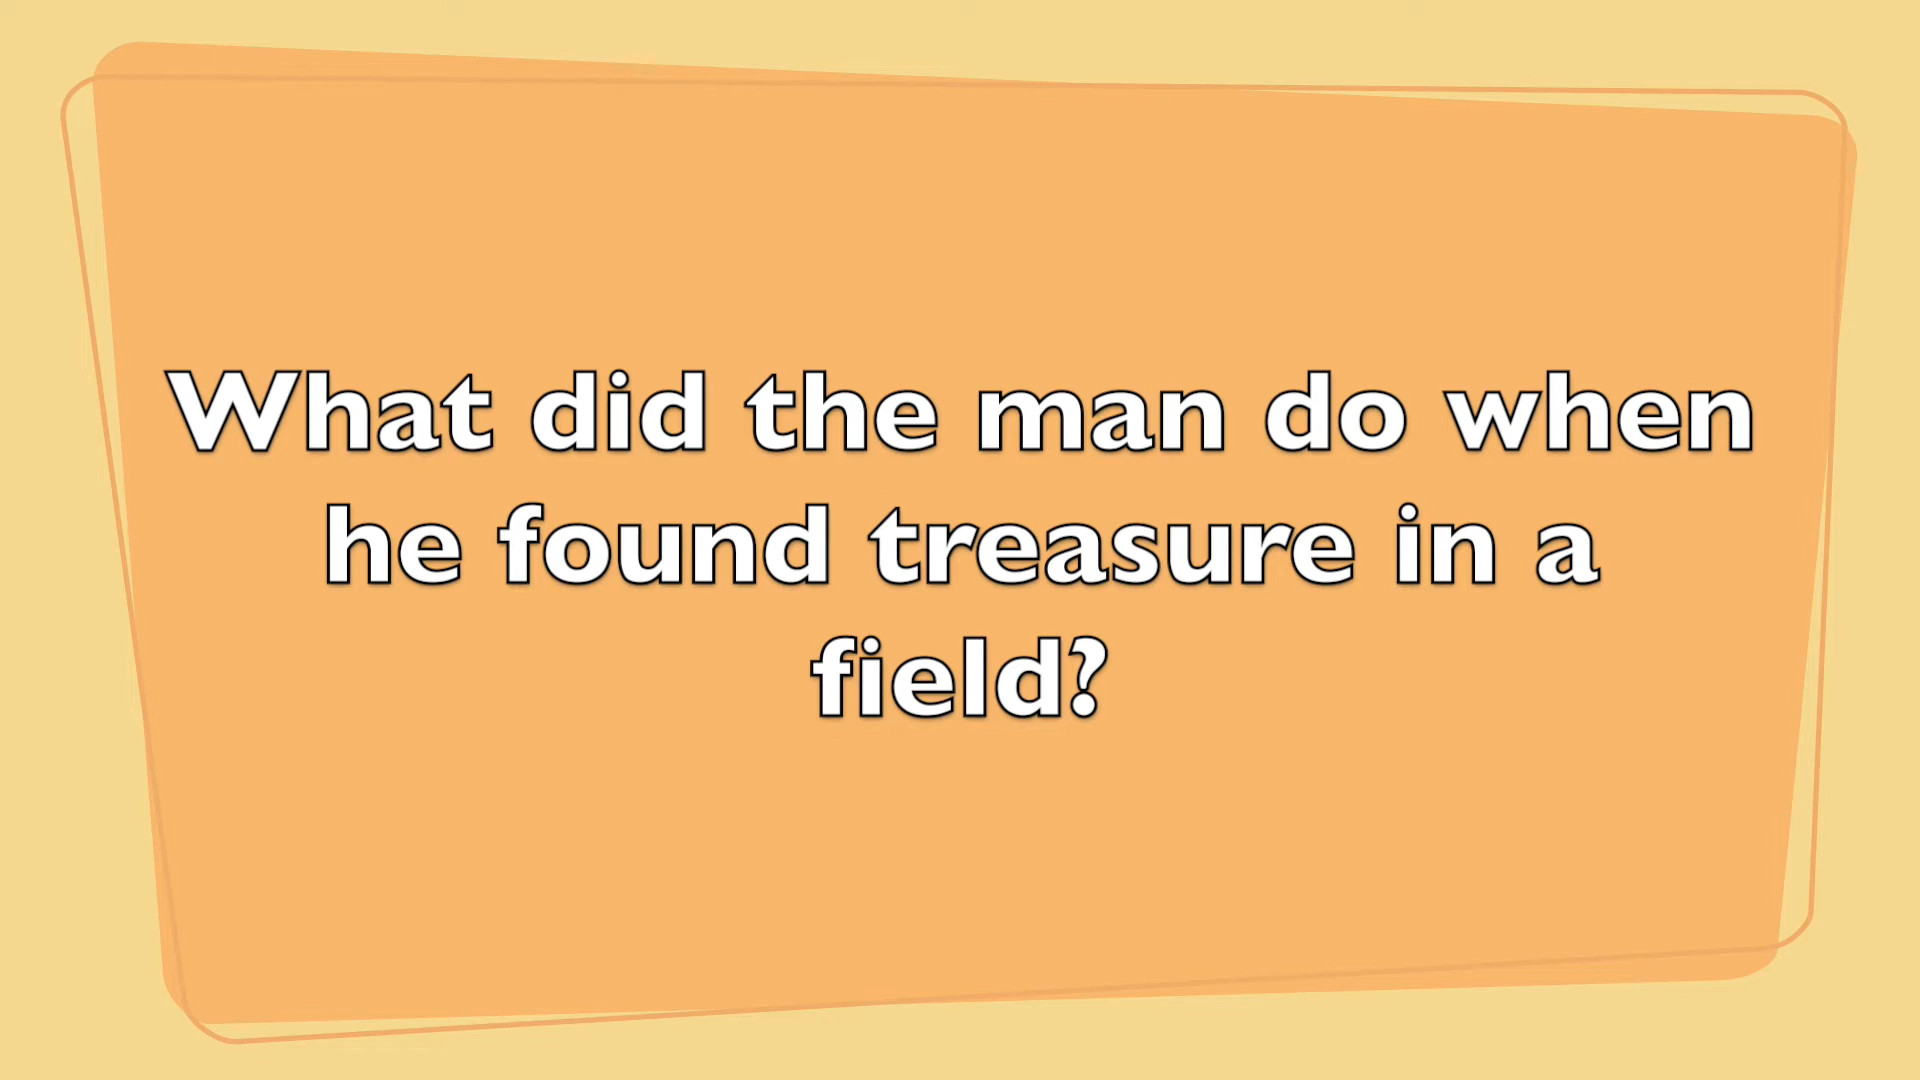 What did the man do when
he found treasure in a
field?